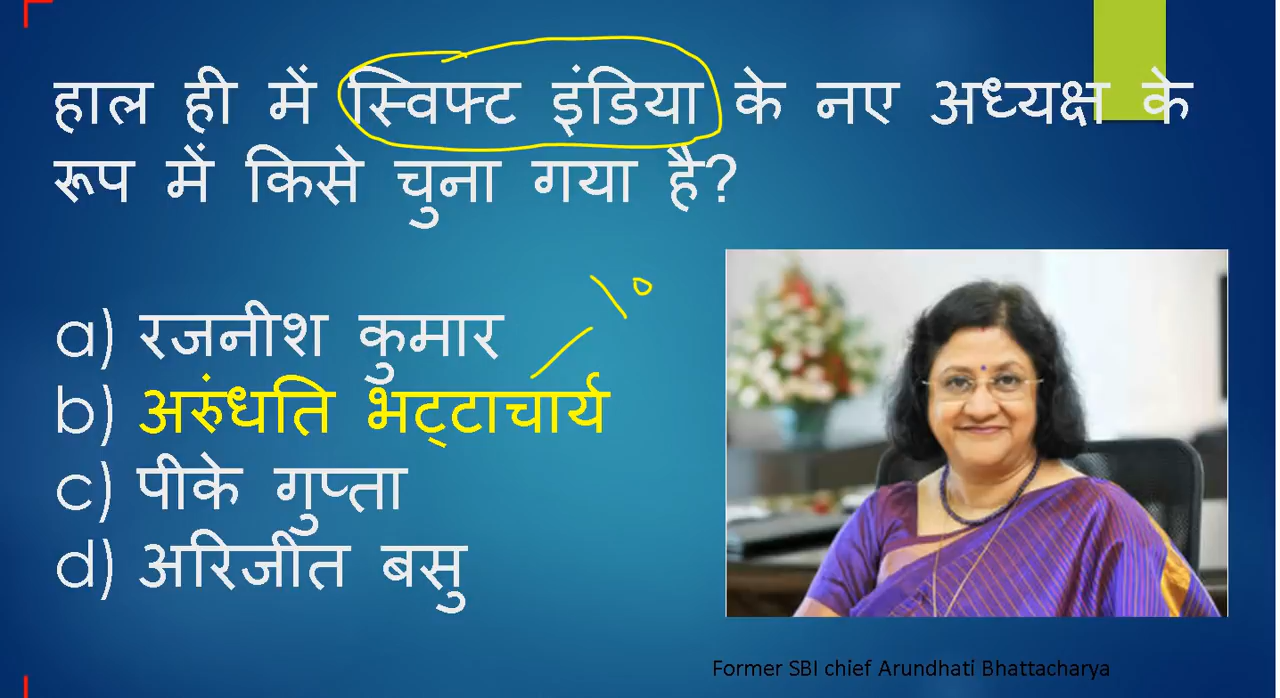 हाल ही में स्विफ्ट इंडिया के नए अध्यक्ष के
रूप में किसे चुना गया है?
a) रजनीश कुमार
b) अरुंधति भट्टाचार्य
c) पीके गुप्ता
d) अरिजीत बसु
Former SBI chief Arundhati Bhattacharya